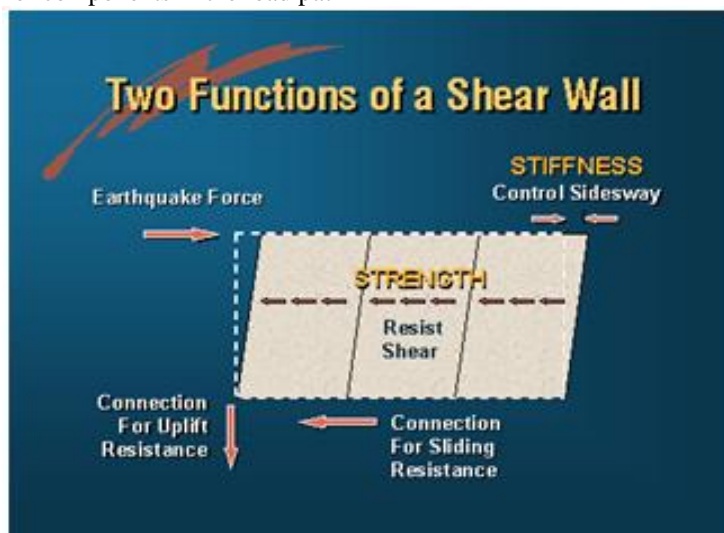 Two Functions of a Shear Wall
STIFFNESS
Control Sidesway
Earthquake Force
STRENGTH
Resist
Shear
Connection
For Uplift
Resistance
Connection
For Sliding
Resistance